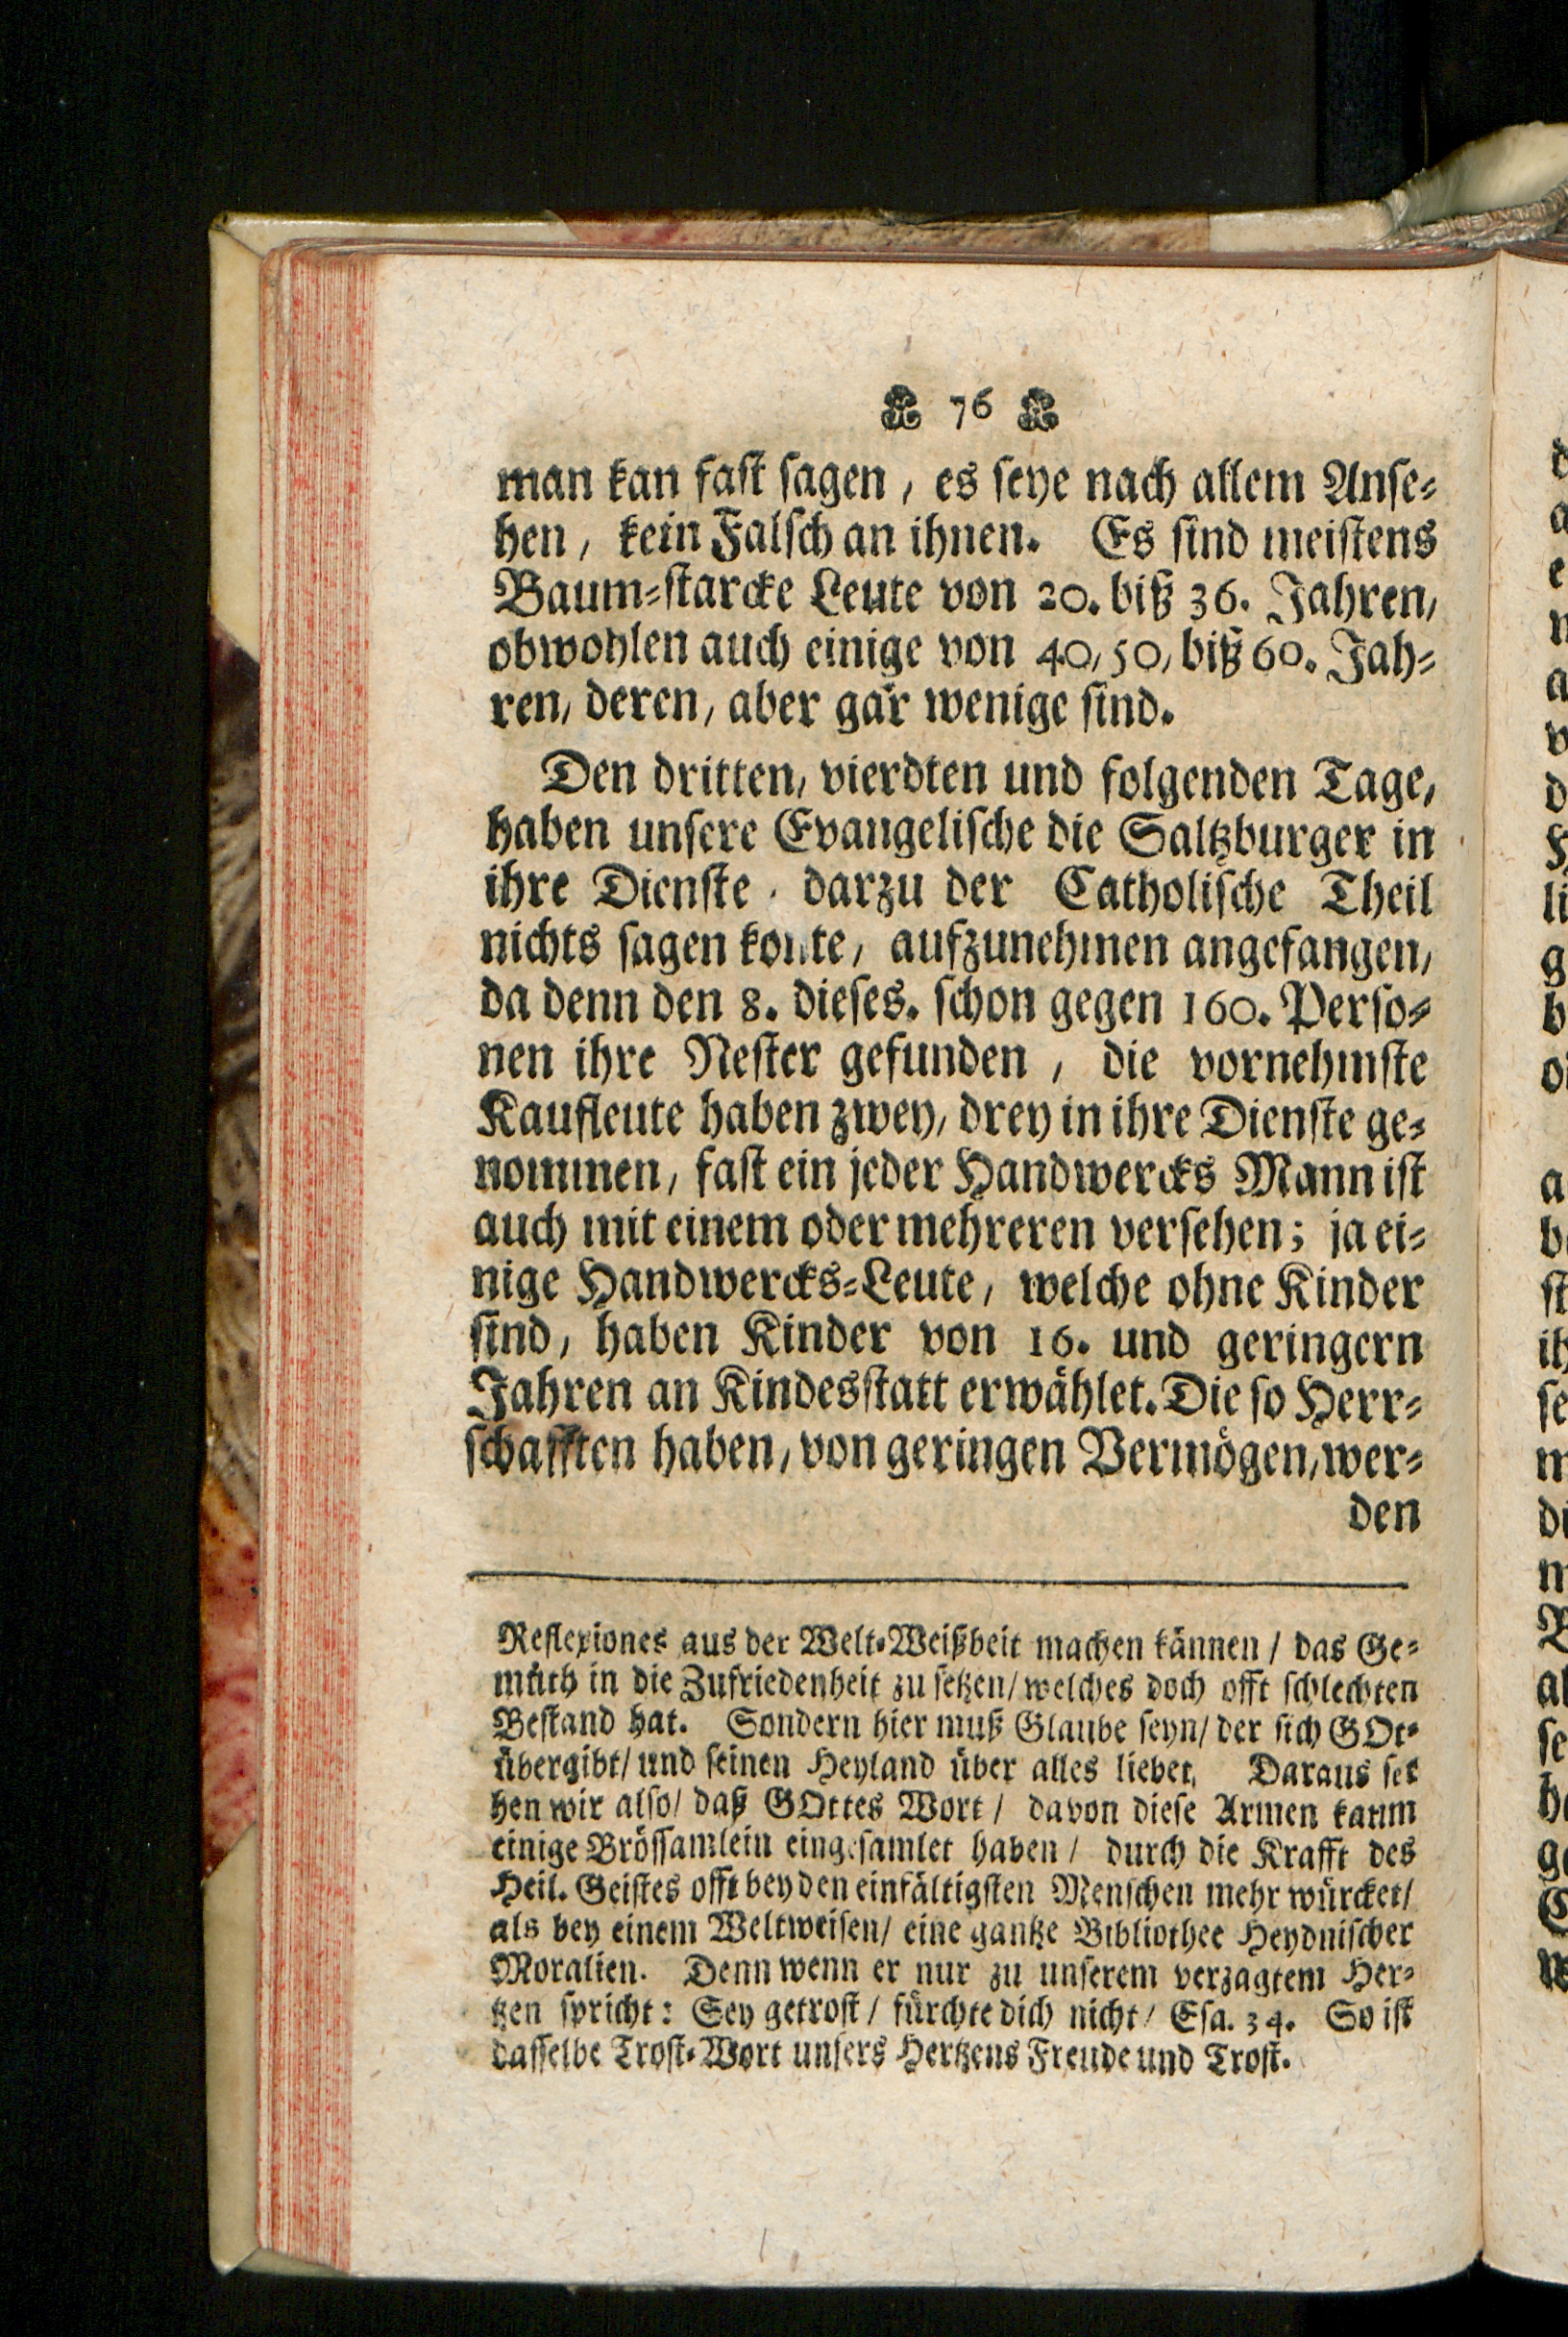 76
man kan fast sagen, es seye nach allem Anse-
hen, kein Falsch an ihnen. Es sind meistens
Baum-starcke Leute von 20. biß 36. Jahren,
obwohlen auch einige von 40, 50, biß 60. Jah-
ren, deren, aber gar wenige sind.
Den dritten, vierdten und folgenden Tage,
haben unsere Evangelische die Saltzburger in
ihre Dienste, darzu der Catholische Theil
nichts sagen konte, aufzunehmen angefangen,
da denn den 8. dieses. schon gegen 160. Perso-
nen ihre Nester gefunden, die vornehmste
Kaufleute haben zwey, drey in ihre Dienste ge-
nommen, fast ein jeder Handwercks Mann ist
auch mit einem oder mehreren versehen; ja ei-
nige Handwercks-Leute, welche ohne Kinder
sind, haben Kinder von 16. und geringern
Jahren an Kindesstatt erwählet. Die so Herr-
schafften haben, von geringen Vermögen, wer-
den
Reflexiones aus der Welt-Weißheit machen kännen / das Ge-
müth in die Zufriedenheit zu setzen / welches doch offt schlechten
Bestand hat. Sondern hier muß Glaube seyn / der sich GOt-
übergibt / und seinen Heyland über alles liebet. Daraus se-
hen wir also / daß GOttes Wort / davon diese Armen kaum
einige Brössamlein eingesamlet haben / durch die Krafft des
Heil. Geistes offt bey den einfältigsten Menschen mehr würcket /
als bey einem Weltweisen / eine gantze Bibliothec Heydnischer
Moralien. Denn wenn er nur zu unserem verzagtem Her-
tzen spricht: Sey getrost / fürchte dich nicht / Esa. 34. So ist
dasselbe Trost-Wort unsers Hertzens Freude und Trost.